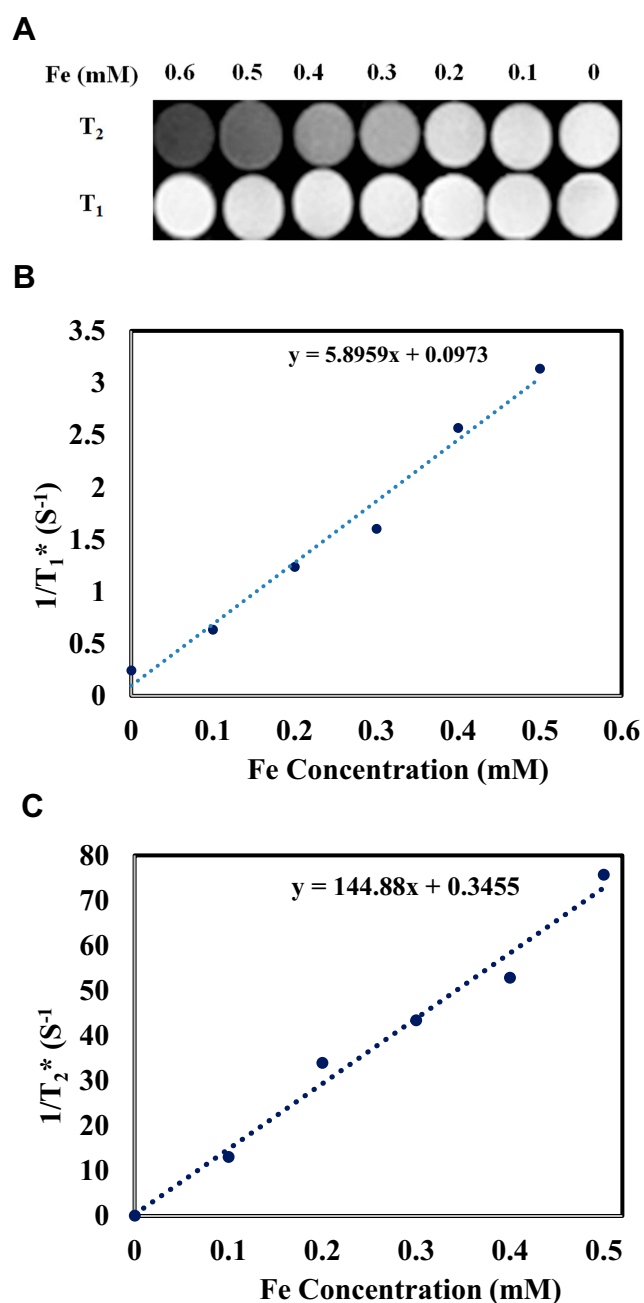 A
Fe (mM) 0.6 0.5 0.4 0.3 0.2 0.1 0
T₂
T₁
B
y = 5.8959x + 0.0973
3.5
3
2.5
2
1.5
1
0.5
0
1/T₁* (S⁻¹)
0 0.1 0.2 0.3 0.4 0.5 0.6
Fe Concentration (mM)
C
y = 144.88x + 0.3455
80
70
60
50
40
30
20
10
0
1/T₂* (S⁻¹
0 0.1 0.2 0.3 0.4 0.5
Fe Concentration (mM)